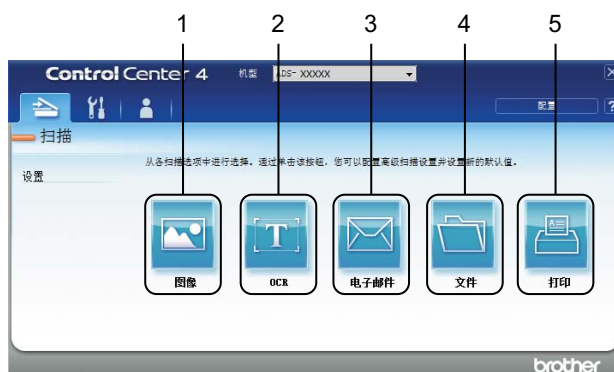 1 2 3 4 5
ControlCenter 4 机型 ADS- XXXXX
配置 ?
扫描
设置
从各扫描选项中进行选择。通过单击该按钮，您可以配置高级扫描设置并设置新的默认值。
T
图像 OCR 电子邮件 文件 打印
brother